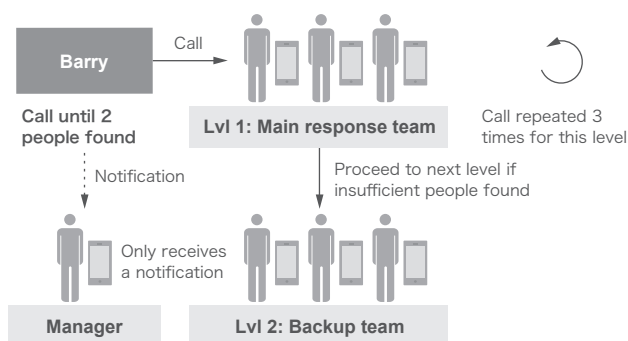 Barry
Call
Call until 2
people found
Lvl 1: Main response team
Call repeated 3
times for this level
Notification
Proceed to next level if
insufficient people found
Only receives
a notification
Manager
Lvl 2: Backup team